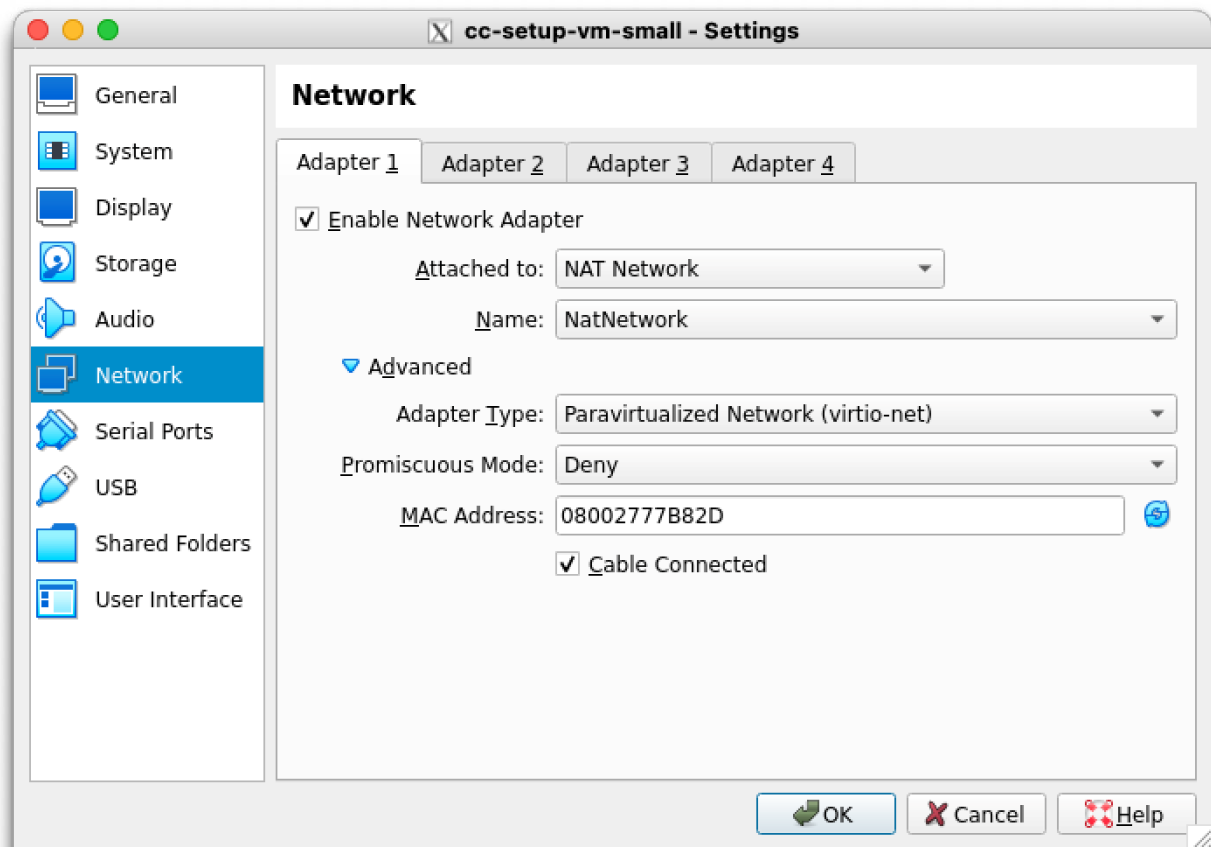 cc-setup-vm-small - Settings
General
System
Display
Storage
Audio
Network
Serial Ports
USB
Shared Folders
User Interface
Network
Adapter 1 Adapter 2 Adapter 3 Adapter 4
Enable Network Adapter
Attached to: NAT Network
Name: NatNetwork
Advanced
Adapter Type: Paravirtualized Network (virtio-net)
Promiscuous Mode: Deny
MAC Address: 08002777B82D
Cable Connected
OK Cancel Help